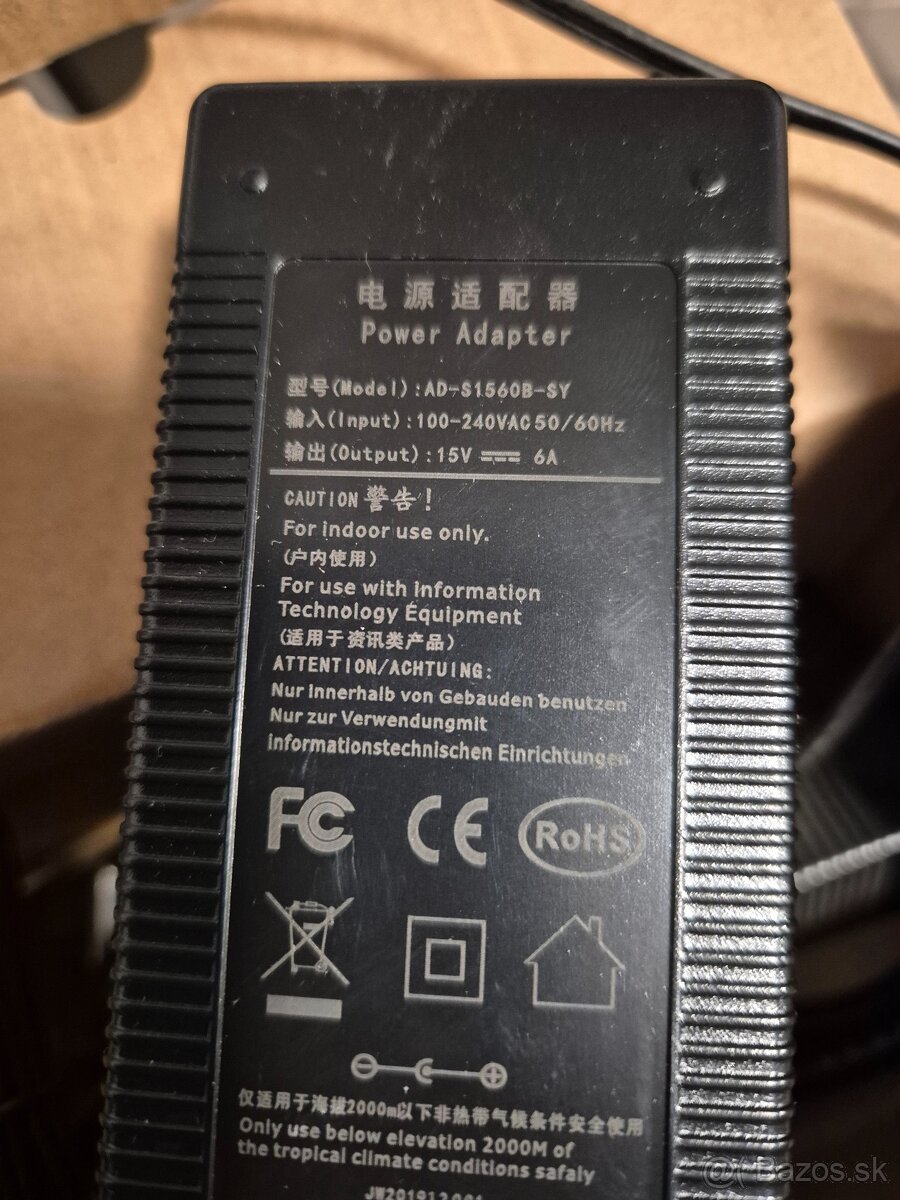 电源适配器
Power Adapter
型号(Model):AD-S1560B-SY
输入(Input):100-240VAC 50/60Hz
输出(Output):15V 6A
CAUTION 警告!
For indoor use only.
(户内使用)
For use with information
Technology Equipment
(适用于资讯类产品)
ATTENTION/ACHTUING:
Nur innerhalb von Gebauden benutzen
Nur zur Verwendungmit
informationstechnischen Einrichtungen
FC CE RoHS
仅适用于海拔2000m以下非热带气候条件安全使用
Only use below elevation 2000M of
the tropical climate conditions safaly
Bazos.sk